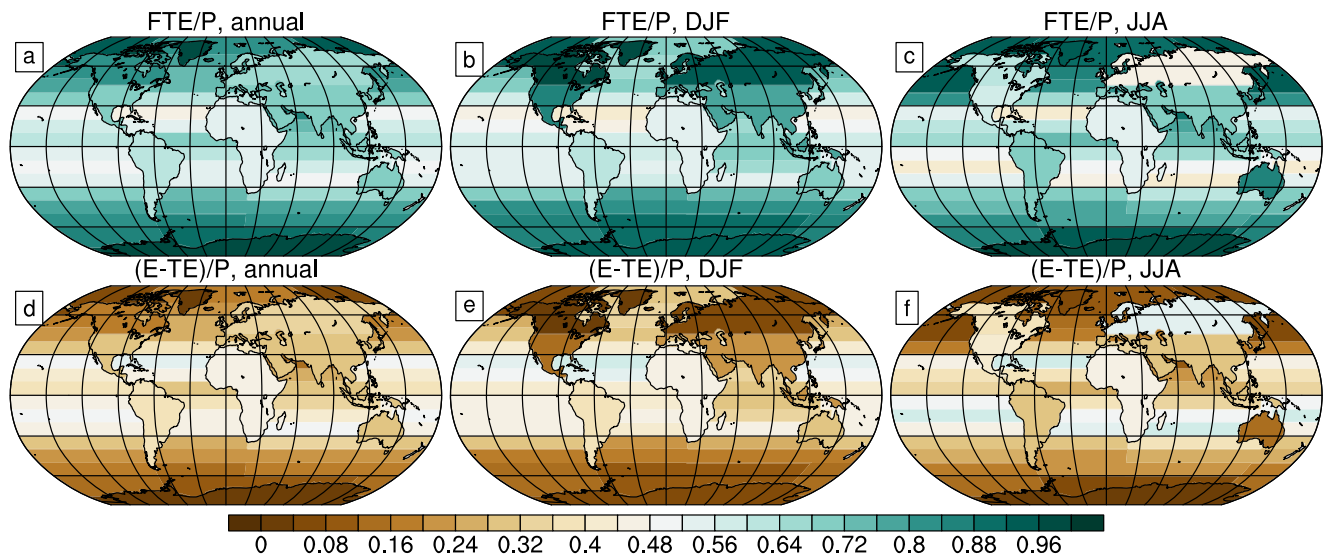 FTE/P, annual
FTE/P, DJF
FTE/P, JJA
a
b
c
(E-TE)/P, annual
(E-TE)/P, DJF
(E-TE)/P, JJA
d
e
f
0 0.08 0.16 0.24 0.32 0.4 0.48 0.56 0.64 0.72 0.8 0.88 0.96